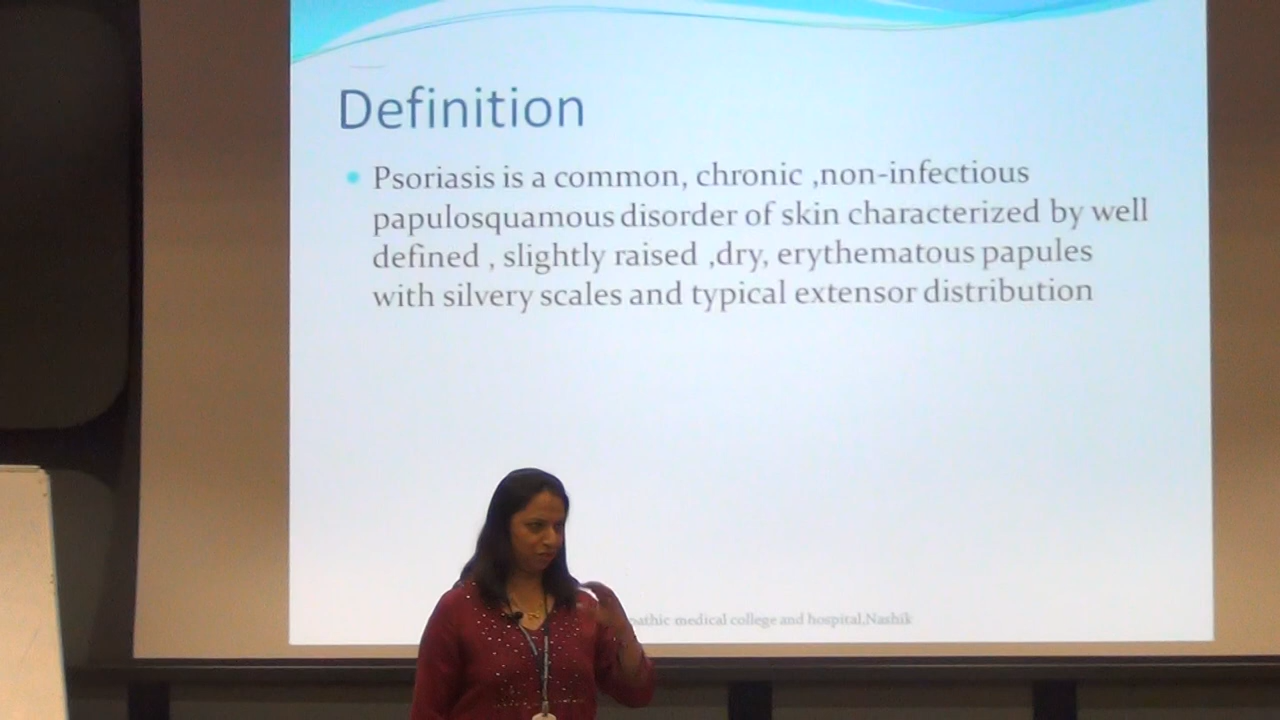 Definition
Psoriasis is a common, chronic ,non-infectious
papulosquamous disorder of skin characterized by well
defined , slightly raised ,dry, erythematous papules
with silvery scales and typical extensor distribution
medical college and hospital,Nashik